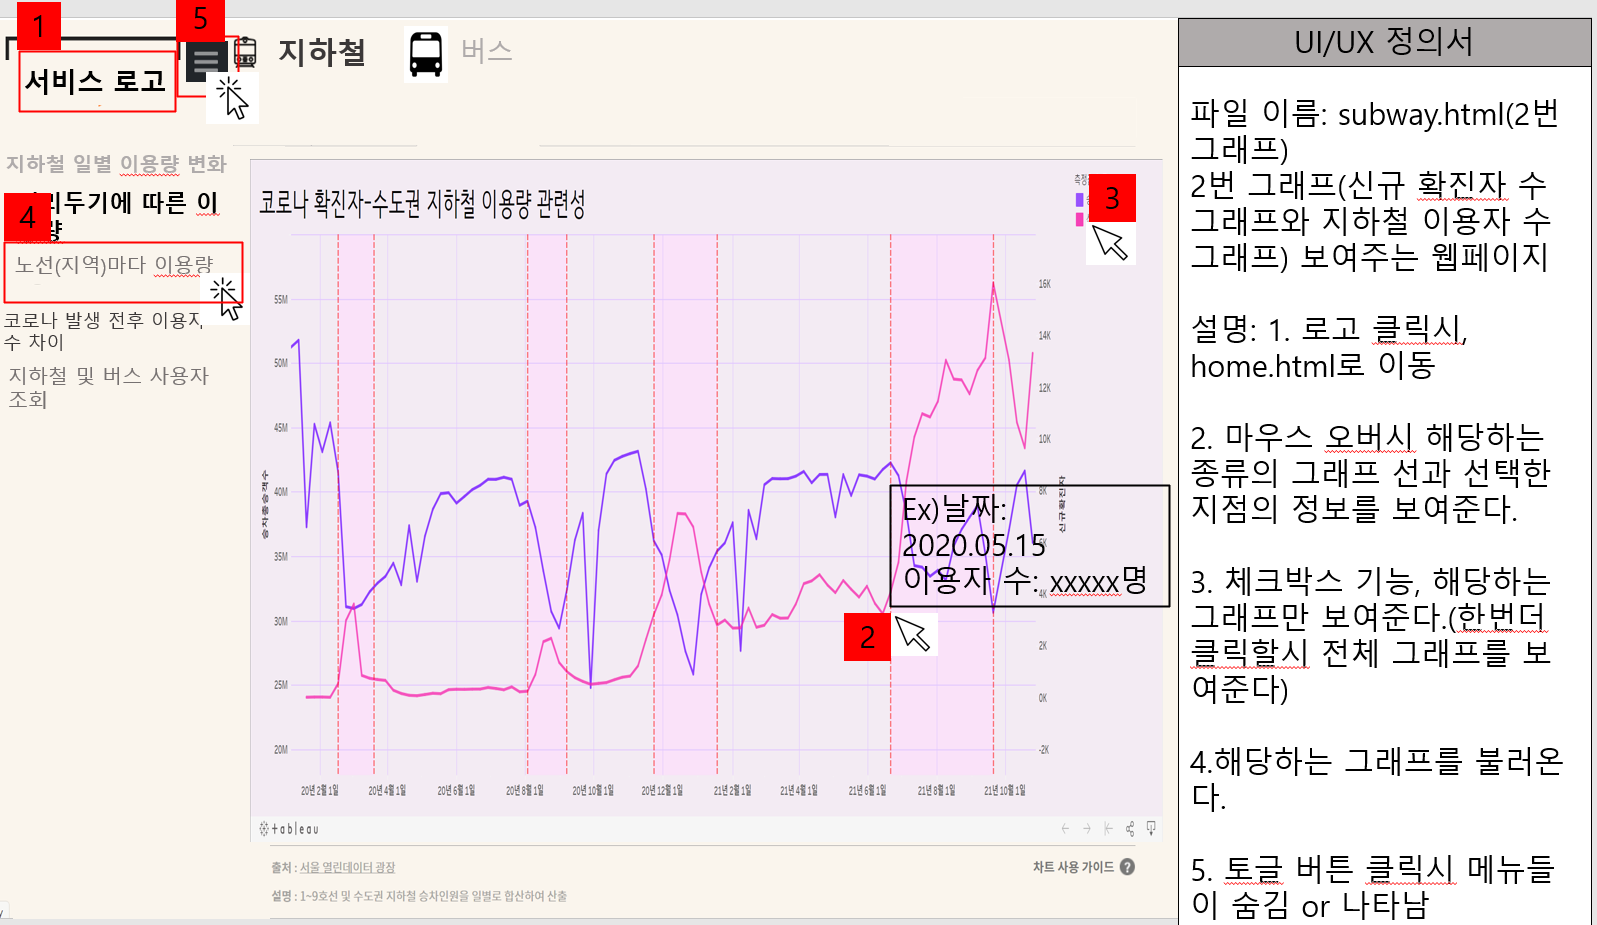 1
5
서비스 로고
지하철
버스
지하철 일별 이용량 변화
리두기에 따른 이
량
4
노선(지역)마다 이용량
코로나 발생 전후 이용자
수 차이
지하철 및 버스 사용자
조회
코로나 확진자-수도권 지하철 이용량 관련성
측정
3
55M
50M
45M
40M
35M
30M
25M
20M
승차총승객수
16K
14K
12K
10K
8K
6K
4K
2K
0K
-2K
신규확진자
Ex)날짜:
2020.05.15
이용자 수: xxxxx명
2
20년 2월 1일
20년 4월 1일
20년 6월 1일
20년 8월 1일
20년 10월 1일
20년 12월 1일
21년 2월 1일
21년 4월 1일
21년 6월 1일
21년 8월 1일
21년 10월 1일
+ableau
출처 : 서울 열린데이터 광장
차트 사용 가이드 ?
설명 : 1~9호선 및 수도권 지하철 승차인원을 일별로 합산하여 산출
UI/UX 정의서
파일 이름: subway.html(2번
그래프)
2번 그래프(신규 확진자 수
그래프와 지하철 이용자 수
그래프) 보여주는 웹페이지
설명: 1. 로고 클릭시,
home.html로 이동
2. 마우스 오버시 해당하는
종류의 그래프 선과 선택한
지점의 정보를 보여준다.
3. 체크박스 기능, 해당하는
그래프만 보여준다.(한번더
클릭할시 전체 그래프를 보
여준다)
4.해당하는 그래프를 불러온
다.
5. 토글 버튼 클릭시 메뉴들
이 숨김 or 나타남